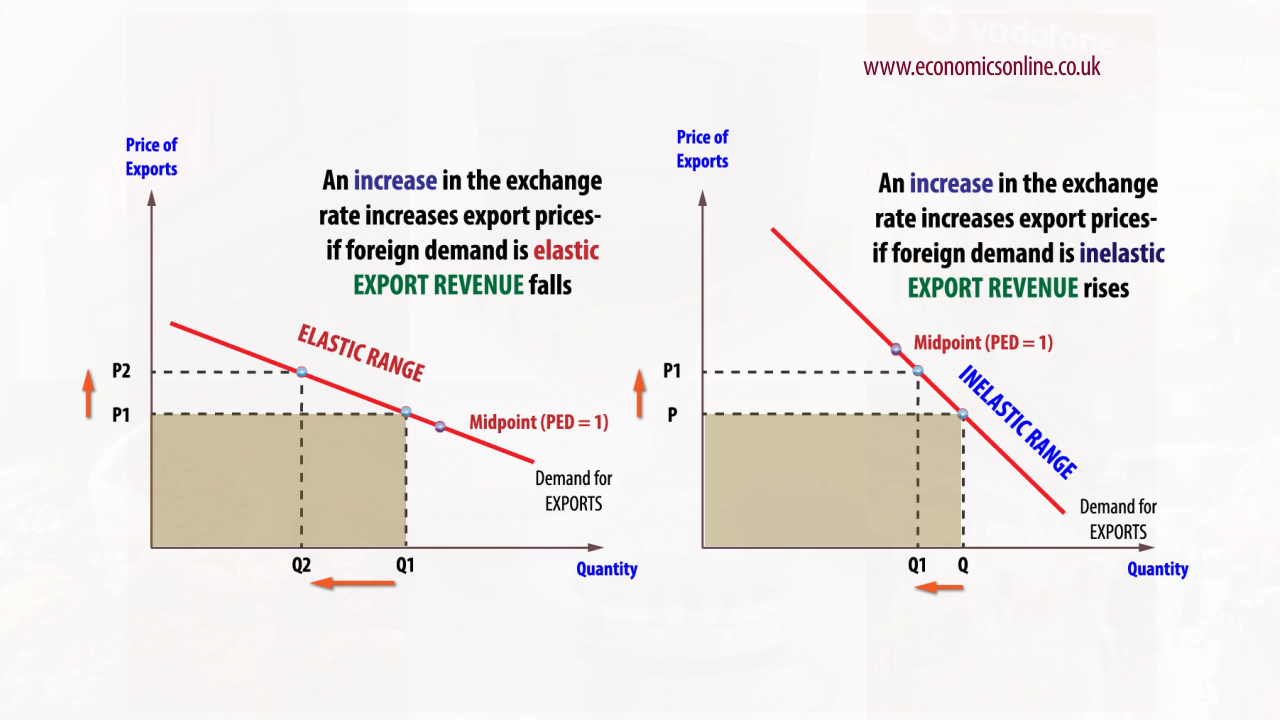 vodafone
www.economicsonline.co.uk
Price of
Exports
An increase in the exchange
rate increases export prices-
if foreign demand is elastic
EXPORT REVENUE falls
ELASTIC RANGE
P2
P1
Midpoint (PED = 1)
Demand for
EXPORTS
Q2
Q1
Quantity
Price of
Exports
An increase in the exchange
rate increases export prices-
if foreign demand is inelastic
EXPORT REVENUE rises
Midpoint (PED = 1)
P1
INELASTIC RANGE
P
Demand for
EXPORTS
Q1
Q
Quantity